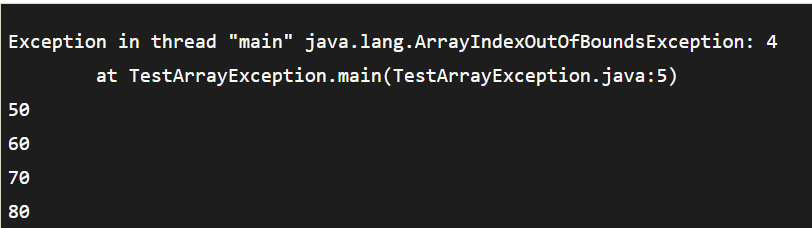 Exception in thread "main" java.lang.ArrayIndexOutOfBoundsException: 4
at TestArrayException.main(TestArrayException.java:5)
50
60
70
80